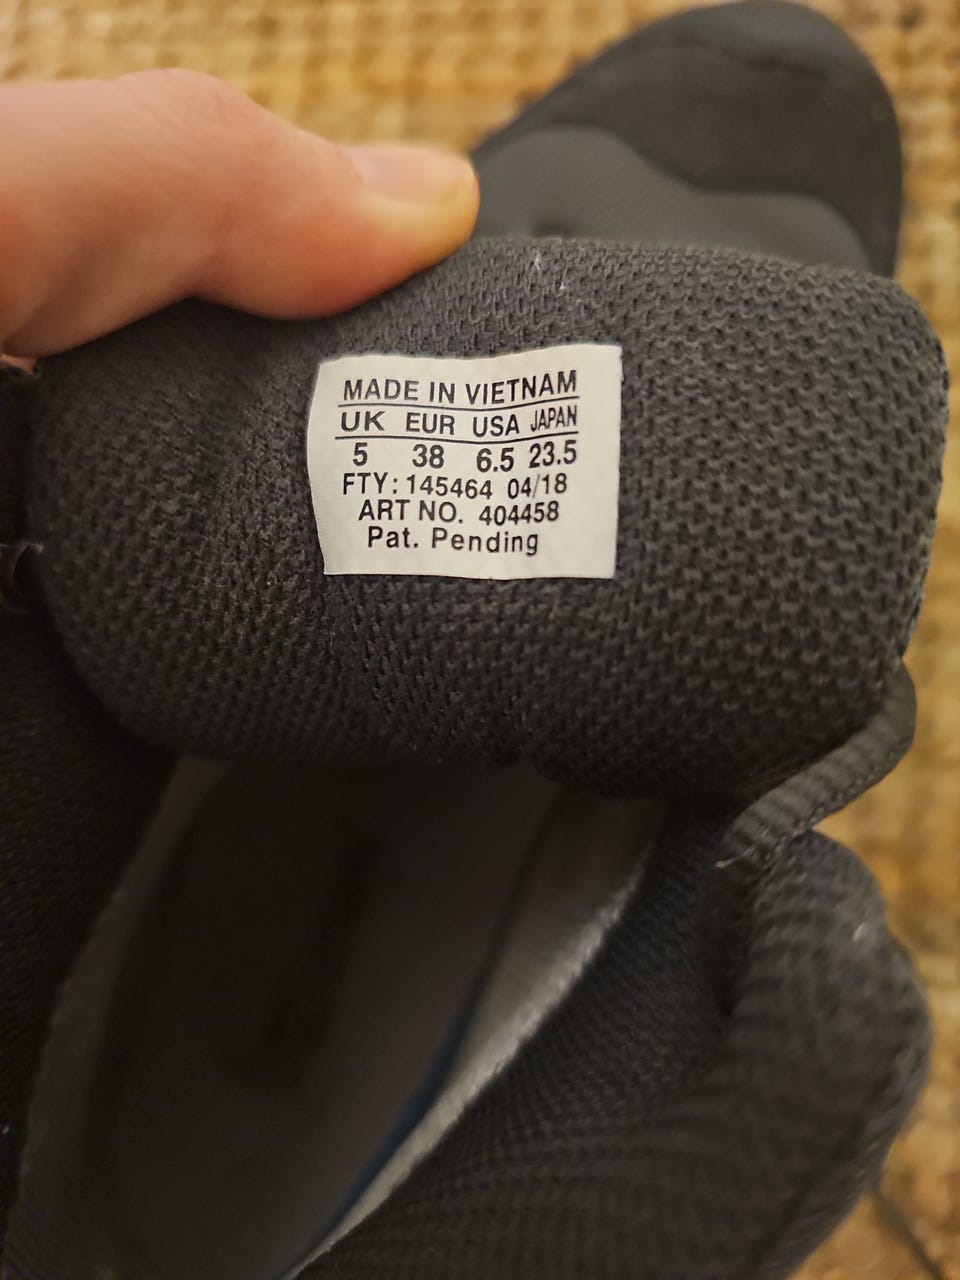 MADE IN VIETNAM
UK EUR USA JAPAN
5 38 6.5 23.5
FTY: 145464 04/18
ART NO. 404458
Pat. Pending